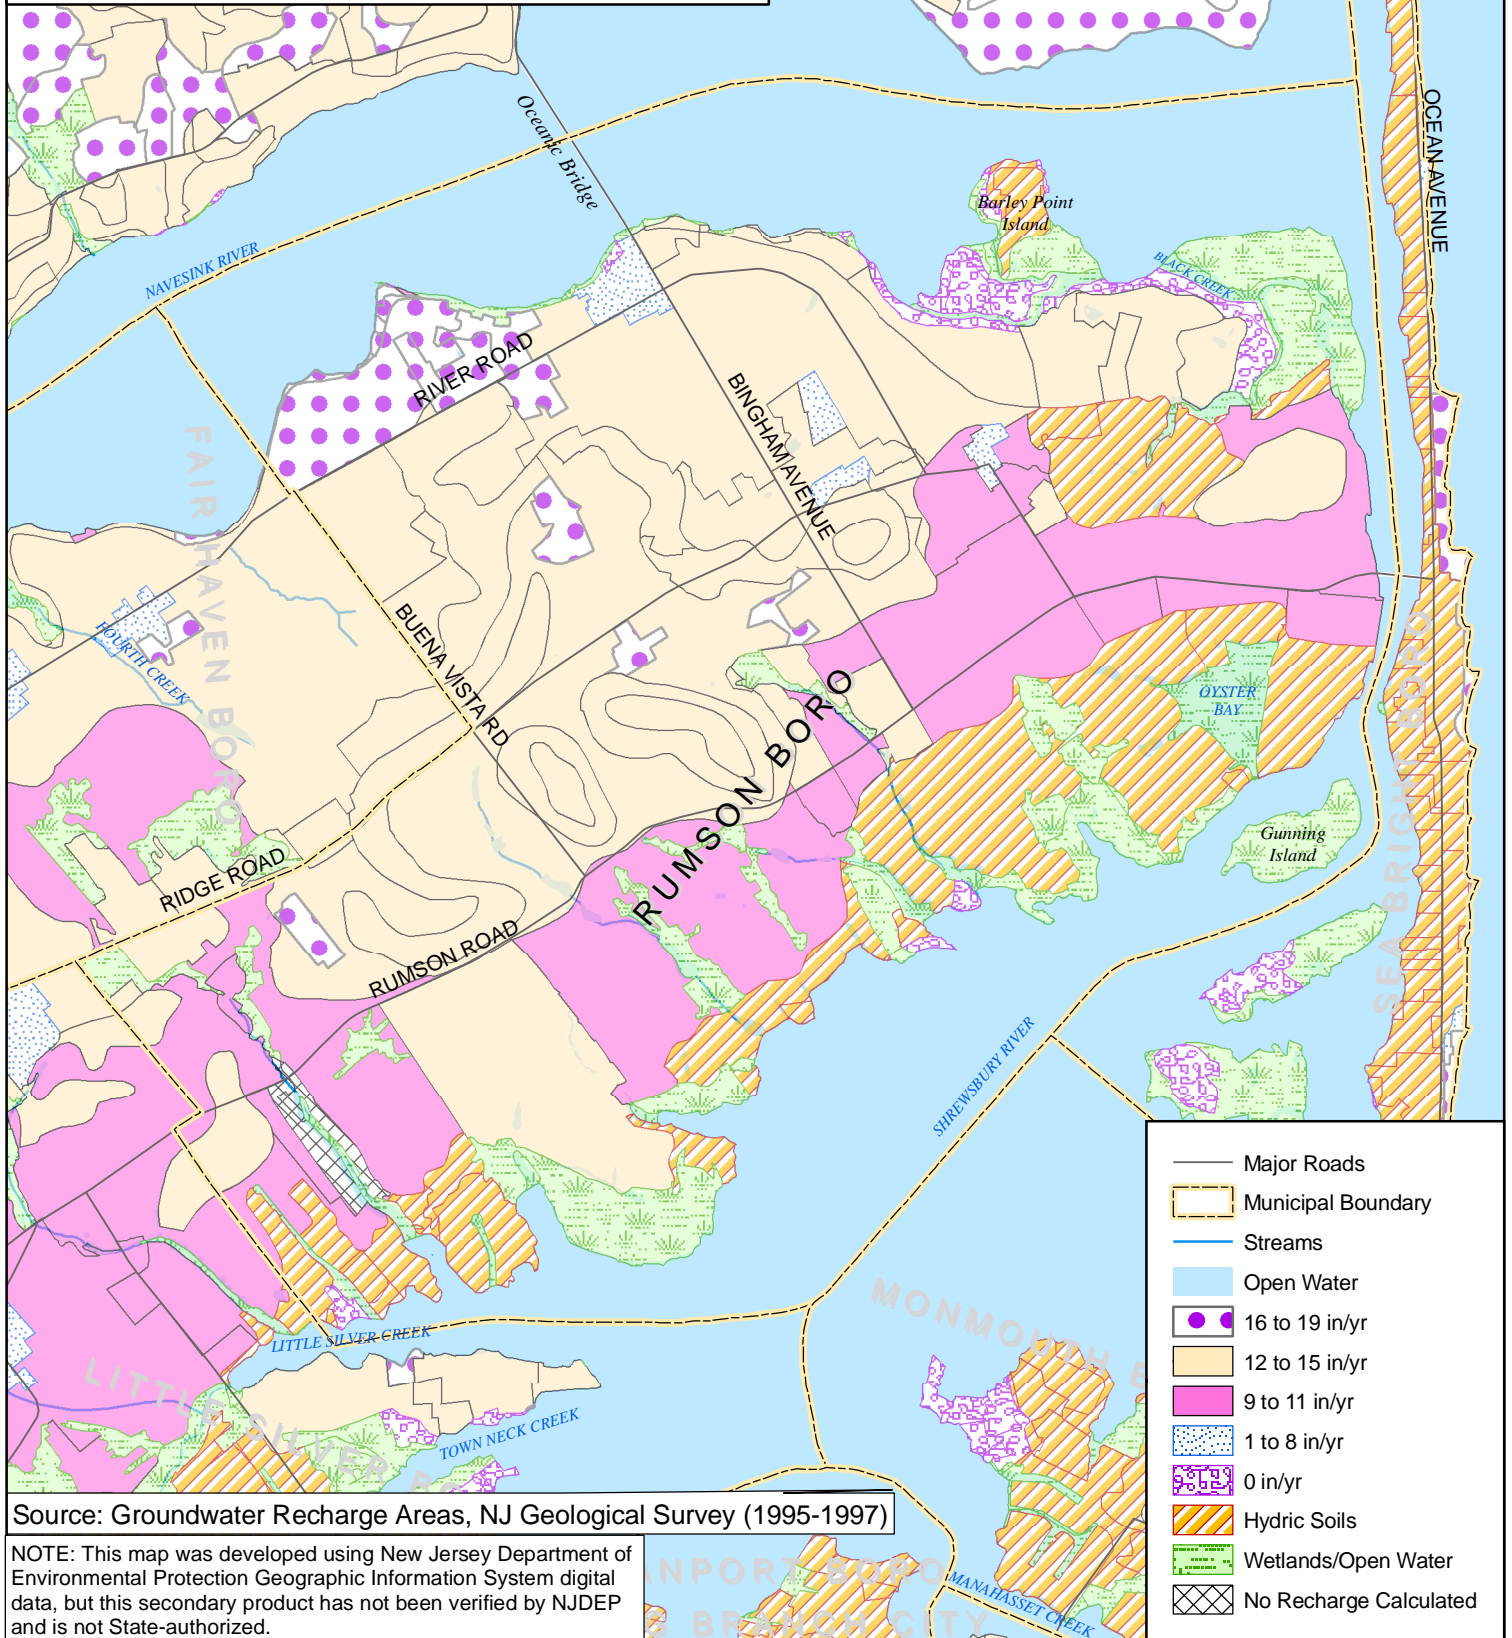 Oceanic Bridge
OCEAN AVENUE
Barley Point
Island
NAVESINK RIVER
BLACK CREEK
RIVER ROAD
BINGHAM AVENUE
FAIR HAVEN BORO
FOURTH CREEK
BUENA VISTA RD
RUMSON BORO
OYSTER
BAY
SEA BRIGHT BORO
Gunning
Island
RIDGE ROAD
RUMSON ROAD
SHREWSBURY RIVER
MONMOUTH B
LITTLE SILVER CREEK
LITTLE SILVER BO
TOWN NECK CREEK
Major Roads
Municipal Boundary
Streams
Open Water
16 to 19 in/yr
12 to 15 in/yr
9 to 11 in/yr
1 to 8 in/yr
0 in/yr
Hydric Soils
Wetlands/Open Water
No Recharge Calculated
Source: Groundwater Recharge Areas, NJ Geological Survey (1995-1997)
NOTE: This map was developed using New Jersey Department of
Environmental Protection Geographic Information System digital
data, but this secondary product has not been verified by NJDEP
and is not State-authorized.
ANPORT BORO
MANAHASSET CREEK
G BRANCH CITY